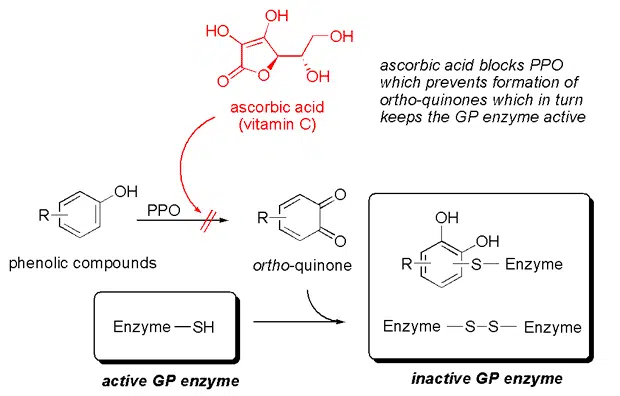 HO
OH
OH
O
O
OH
ascorbic acid
(vitamin C)
ascorbic acid blocks PPO
which prevents formation of
ortho-quinones which in turn
keeps the GP enzyme active
R
OH
PPO
R
O
O
phenolic compounds
ortho-quinone
OH
OH
R
S
Enzyme
Enzyme
SH
Enzyme
S
S
Enzyme
active GP enzyme
inactive GP enzyme